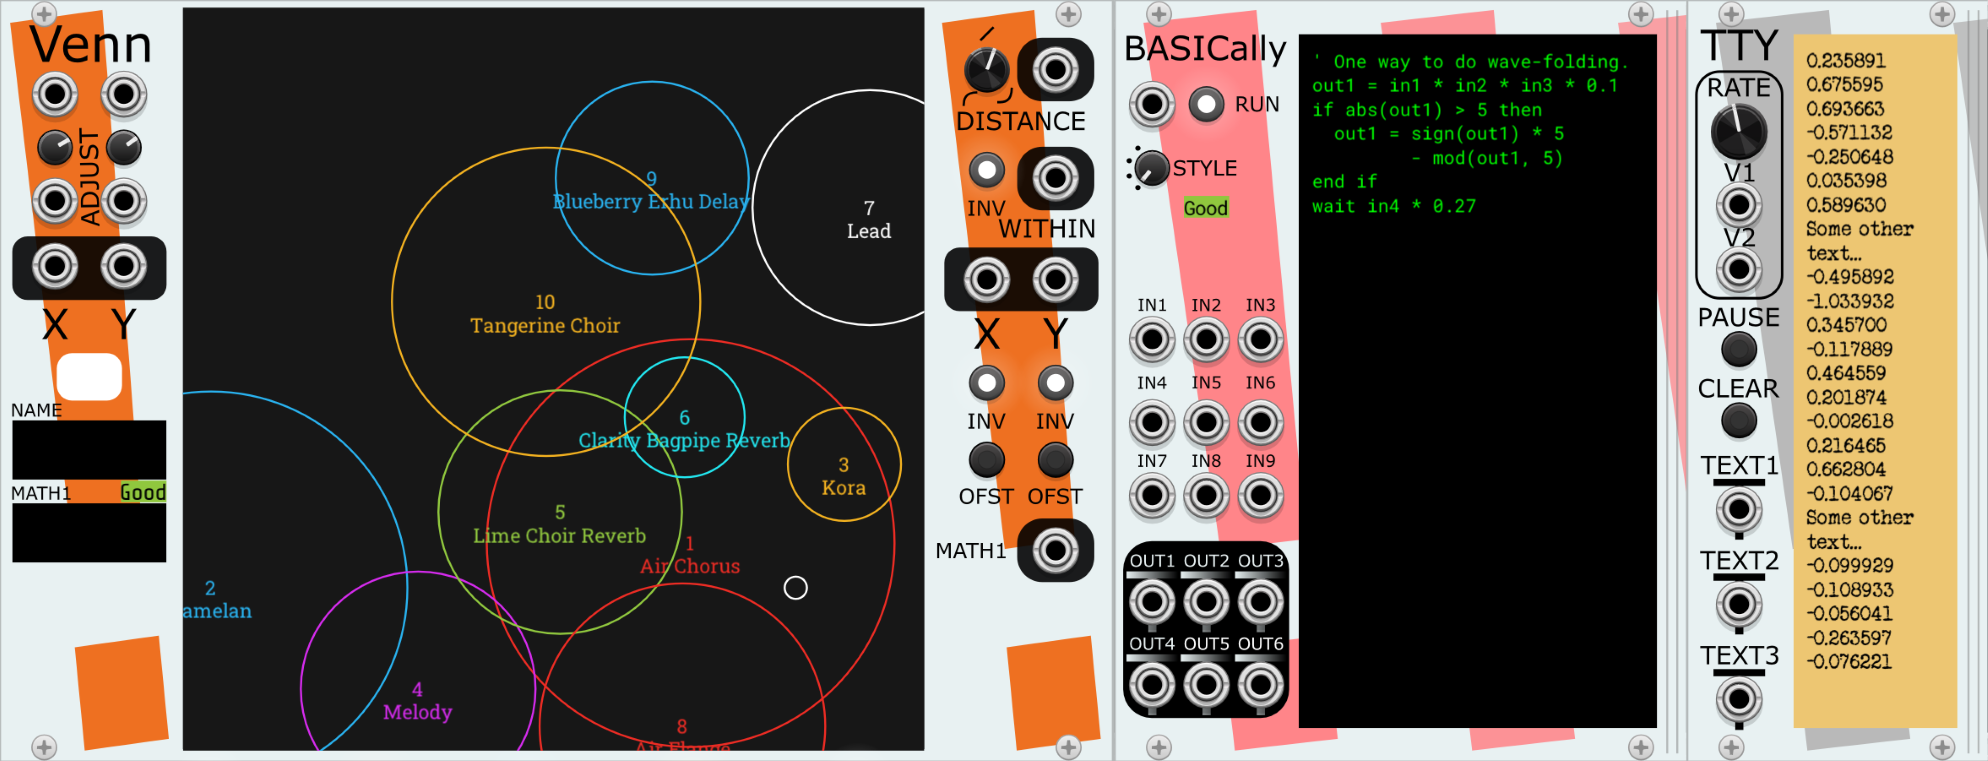 Venn
ADJUST
X Y
NAME
MATH1 Good
9
Blueberry Erhu Delay
7
Lead
10
Tangerine Choir
6
Clarity Bagpipe Reverb
3
Kora
5
Lime Choir Reverb
1
Air Chorus
2
amelan
4
Melody
8
Air Flange
DISTANCE
INV
WITHIN
X Y
INV INV
OFST OFST
MATH1
BASICally
RUN
STYLE
Good
IN1 IN2 IN3
IN4 IN5 IN6
IN7 IN8 IN9
OUT1 OUT2 OUT3
OUT4 OUT5 OUT6
' One way to do wave-folding.
out1 = in1 * in2 * in3 * 0.1
if abs(out1) > 5 then
out1 = sign(out1) * 5
- mod(out1, 5)
end if
wait in4 * 0.27
TTY
RATE
V1
V2
PAUSE
CLEAR
TEXT1
TEXT2
TEXT3
0.235891
0.675595
0.693663
-0.571132
-0.250648
0.035398
0.589630
Some other
text...
-0.495892
-1.033932
0.345700
-0.117889
0.464559
0.201874
-0.002618
0.216465
0.662804
-0.104067
Some other
text...
-0.099929
-0.108933
-0.056041
-0.263597
-0.076221